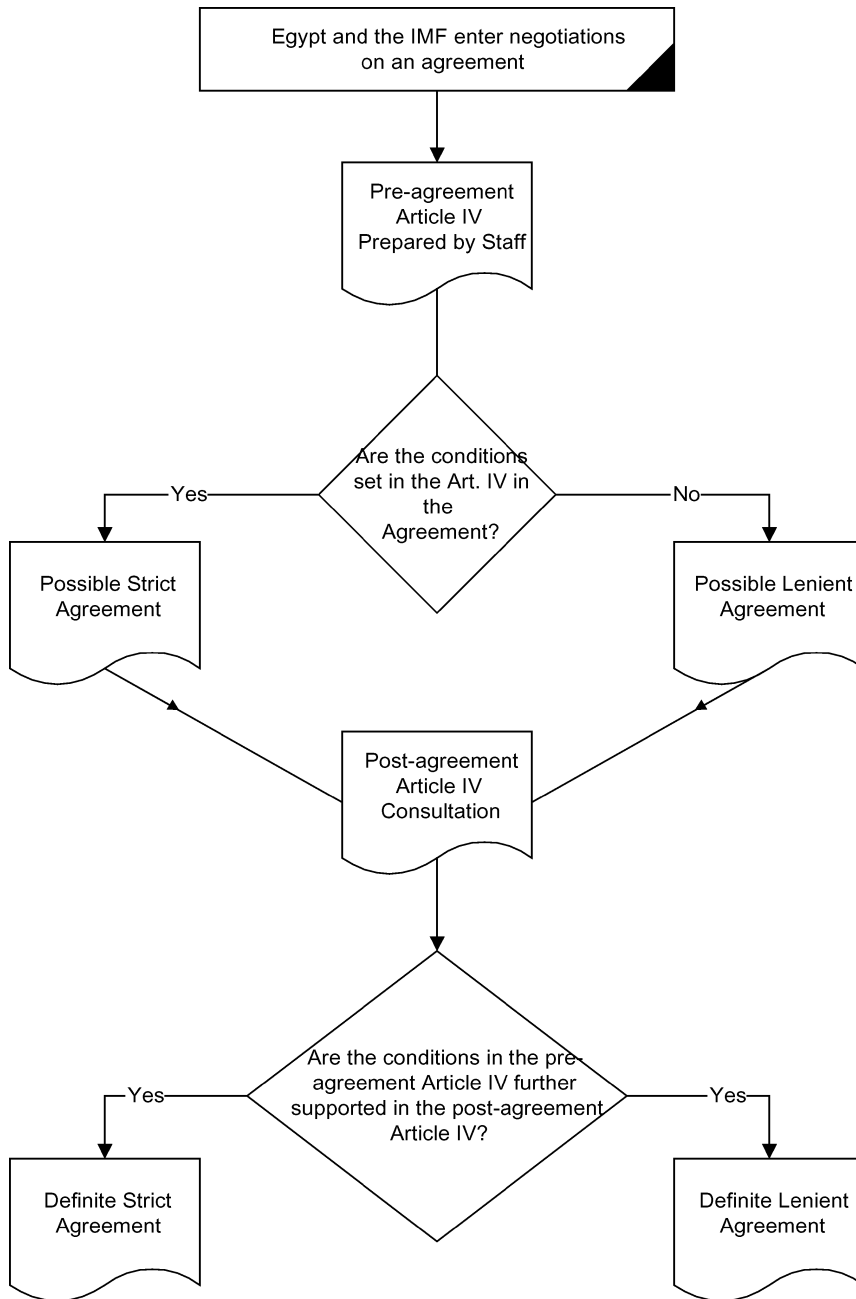 Egypt and the IMF enter negotiations
on an agreement
Pre-agreement
Article IV
Prepared by Staff
Are the conditions
set in the Art. IV in
the
Agreement?
Yes
No
Possible Strict
Agreement
Possible Lenient
Agreement
Post-agreement
Article IV
Consultation
Are the conditions in the pre-
agreement Article IV further
supported in the post-agreement
Article IV?
Yes
Yes
Definite Strict
Agreement
Definite Lenient
Agreement